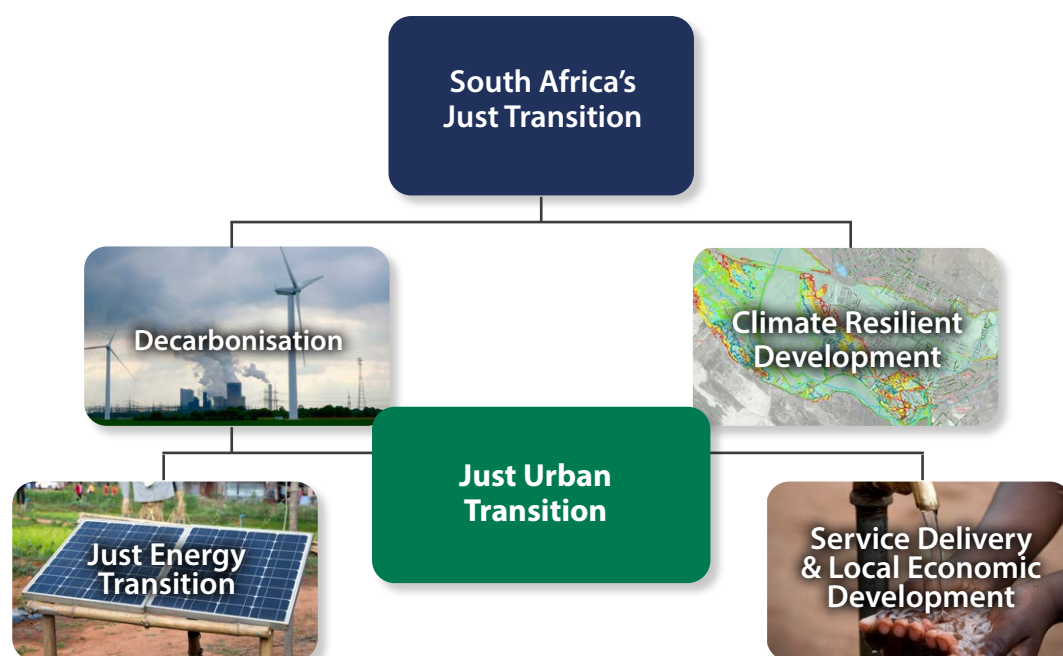 South Africa’s
Just Transition
Decarbonisation
Climate Resilient
Development
Just Urban
Transition
Just Energy
Transition
Service Delivery
& Local Economic
Development